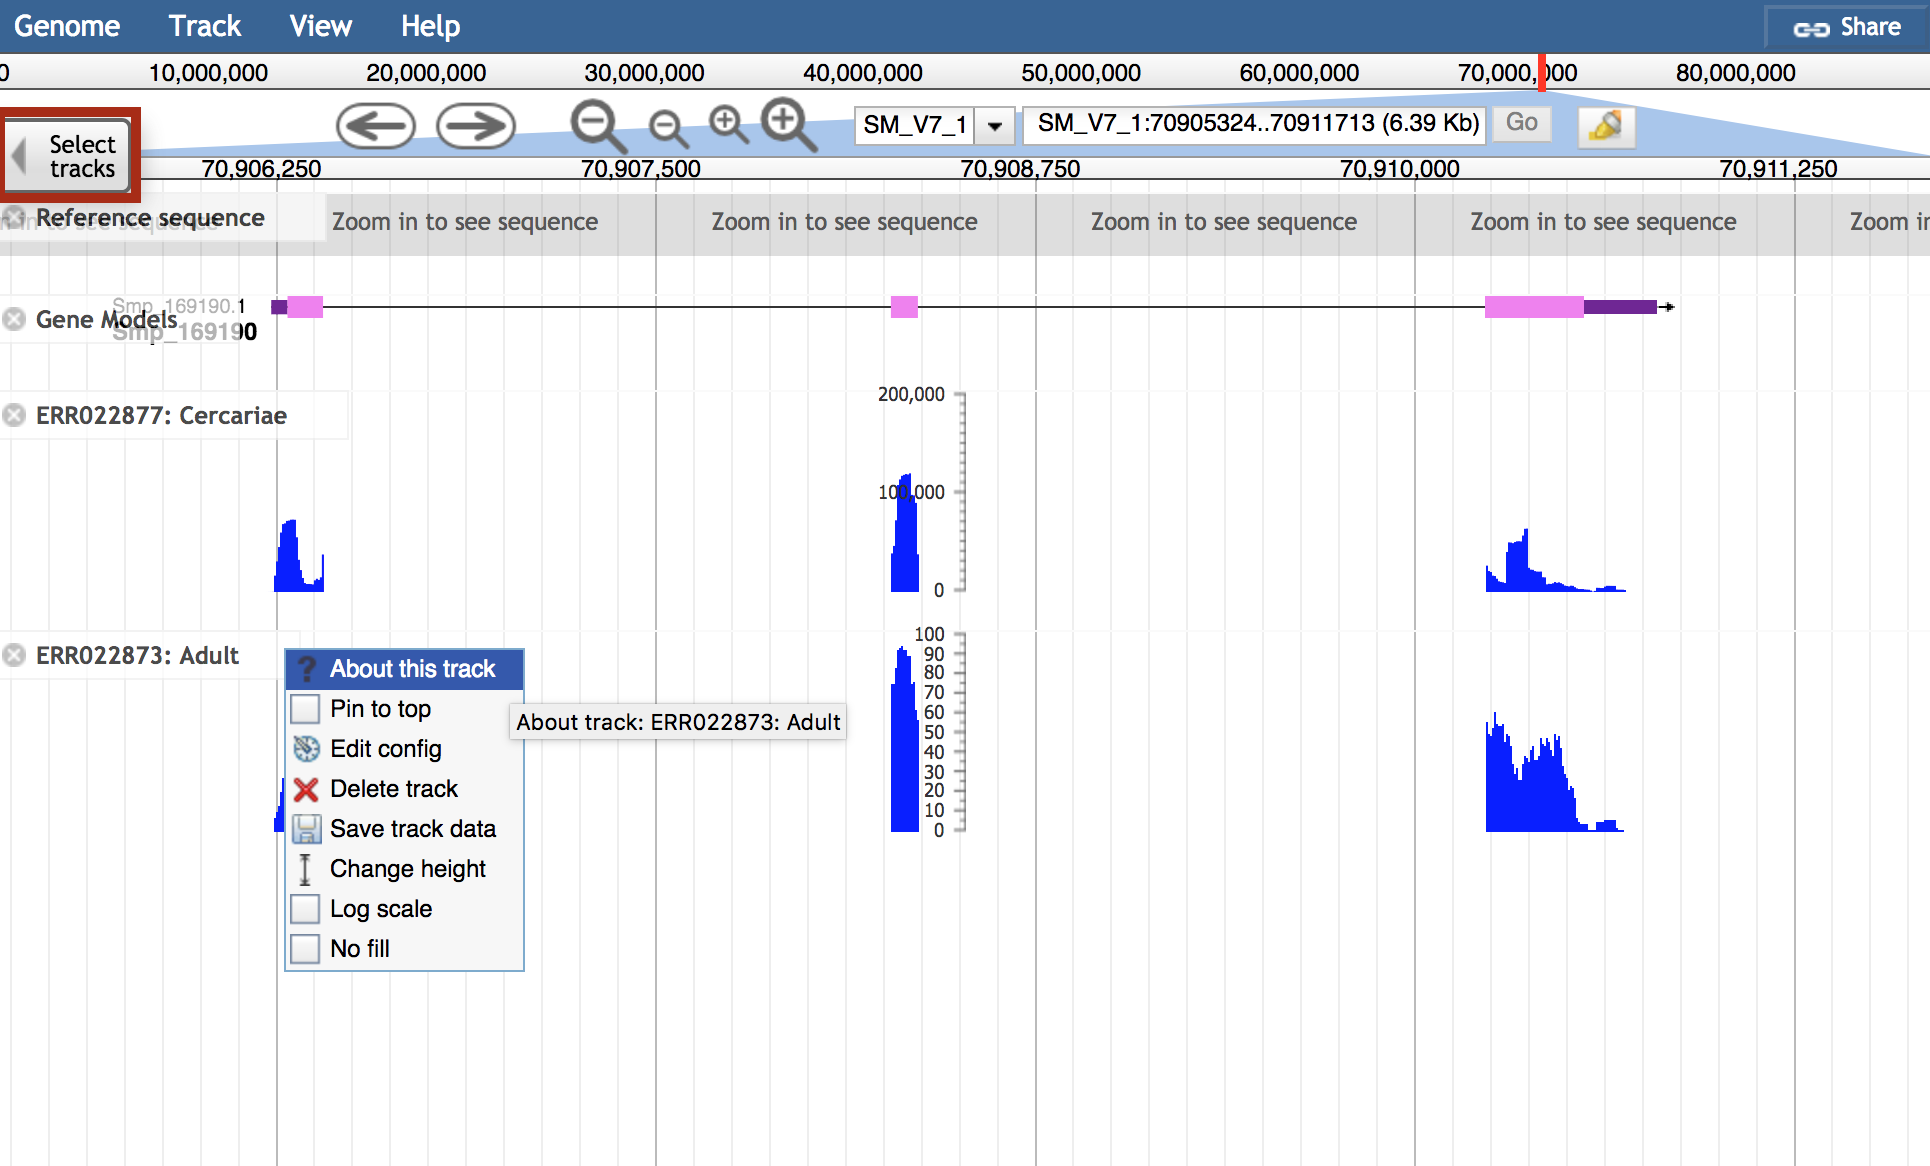 Genome Track View Help Share
0 10,000,000 20,000,000 30,000,000 40,000,000 50,000,000 60,000,000 70,000,000 80,000,000
Select
tracks
SM_V7_1 SM_V7_1:70905324..70911713 (6.39 Kb) Go
70,906,250 70,907,500 70,908,750 70,910,000 70,911,250
Reference sequence Zoom in to see sequence Zoom in to see sequence Zoom in to see sequence Zoom in to see sequence Zoom in
Smp_169190.1
Gene Models
Smp_169190
200,000
ERR022877: Cercariae
100,000
0
100
ERR022873: Adult
90
About this track
80
70
Pin to top
60
About track: ERR022873: Adult
50
Edit config
40
30
Delete track
20
10
Save track data
0
Change height
Log scale
No fill